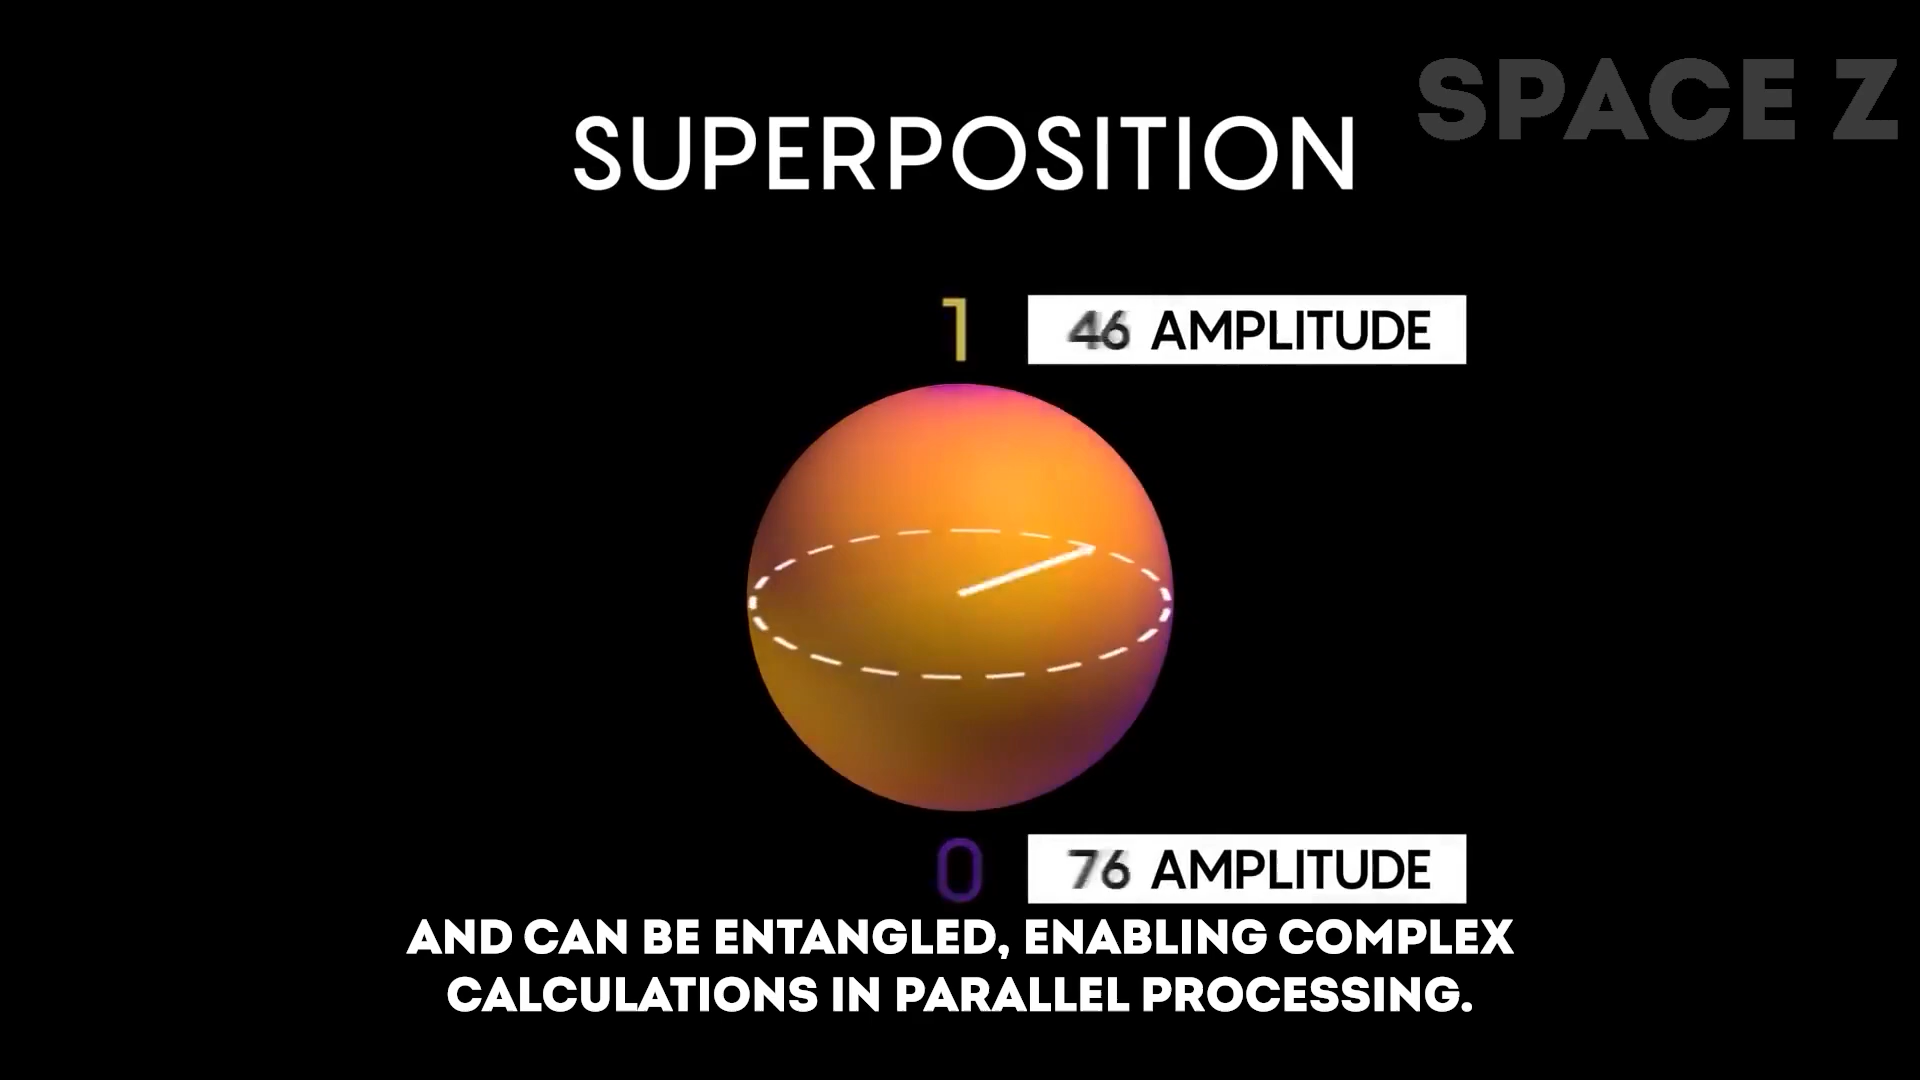 SPACE Z
SUPERPOSITION
1
46 AMPLITUDE
0
76 AMPLITUDE
AND CAN BE ENTANGLED, ENABLING COMPLEX
CALCULATIONS IN PARALLEL PROCESSING.